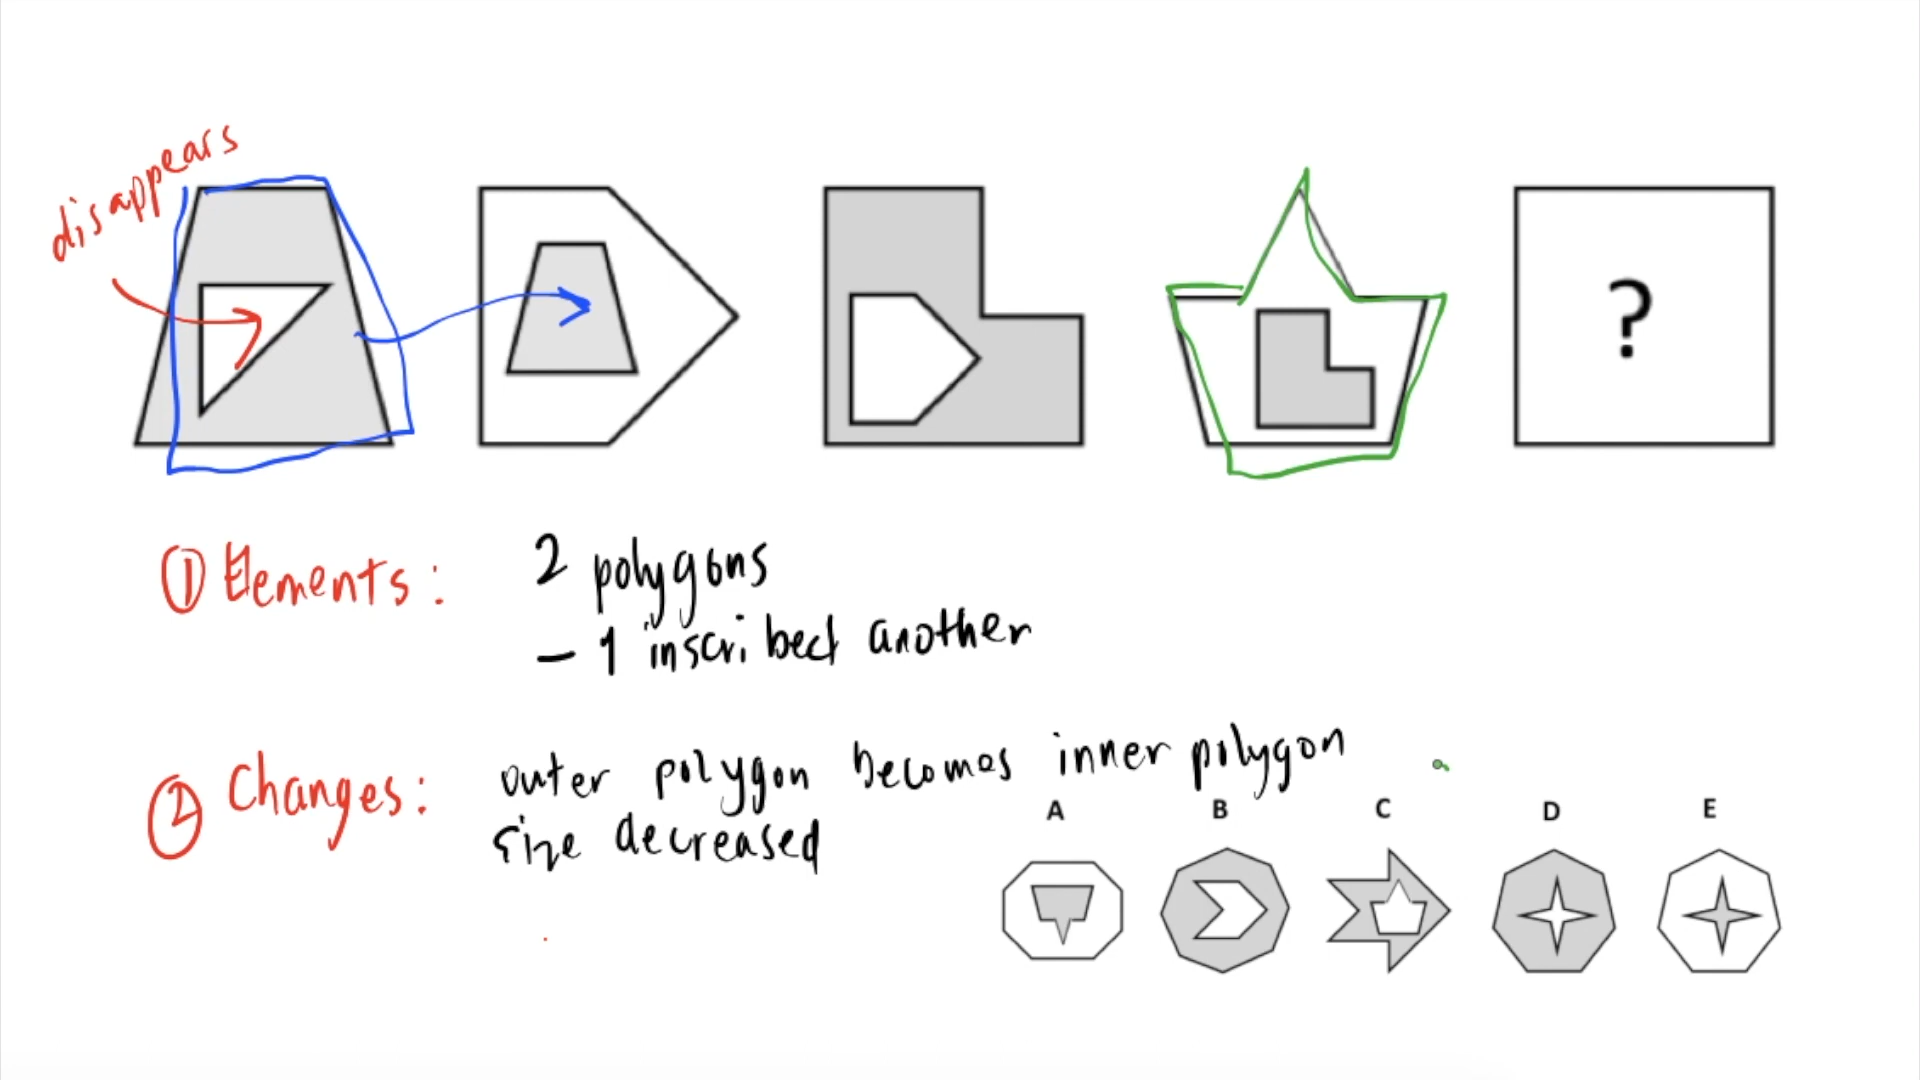 disappears
?
① Elements: 2 polygons
– 1 inscribed another
② Changes: outer polygon becomes inner polygon
size decreased
A B C D E